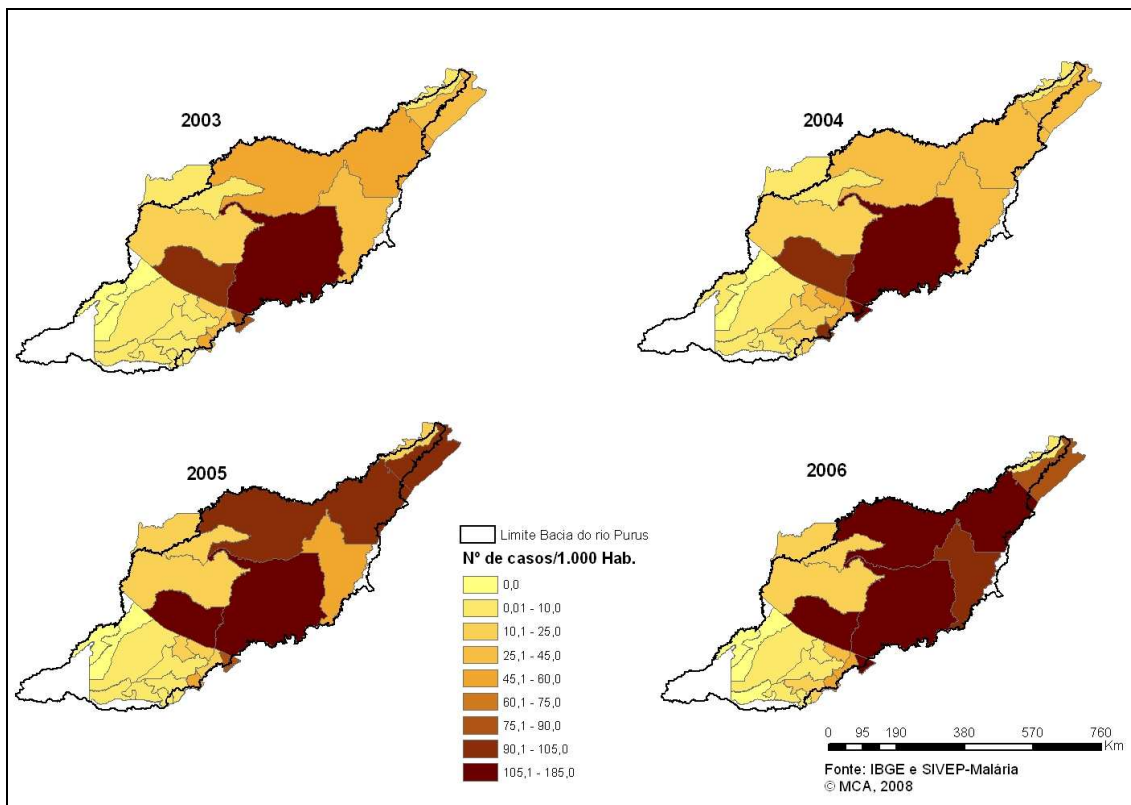 2003
2004
2005
2006
Limite Bacia do rio Purus
Nº de casos/1.000 Hab.
0,0
0,01 - 10,0
10,1 - 25,0
25,1 - 45,0
45,1 - 60,0
60,1 - 75,0
75,1 - 90,0
90,1 - 105,0
105,1 - 185,0
0 95 190 380 570 760
Km
Fonte: IBGE e SIVEP-Malária
© MCA, 2008